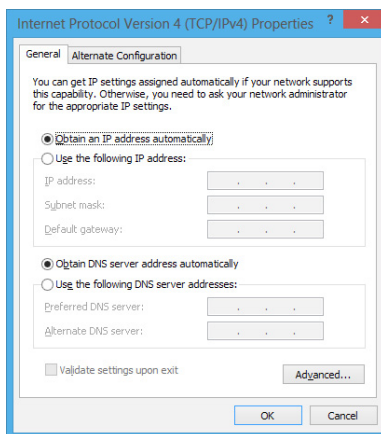 Internet Protocol Version 4 (TCP/IPv4) Properties ? ×
General Alternate Configuration
You can get IP settings assigned automatically if your network supports
this capability. Otherwise, you need to ask your network administrator
for the appropriate IP settings.
Obtain an IP address automatically
Use the following IP address:
IP address: . . .
Subnet mask: . . .
Default gateway: . . .
Obtain DNS server address automatically
Use the following DNS server addresses:
Preferred DNS server: . . .
Alternate DNS server: . . .
Validate settings upon exit
Advanced...
OK Cancel